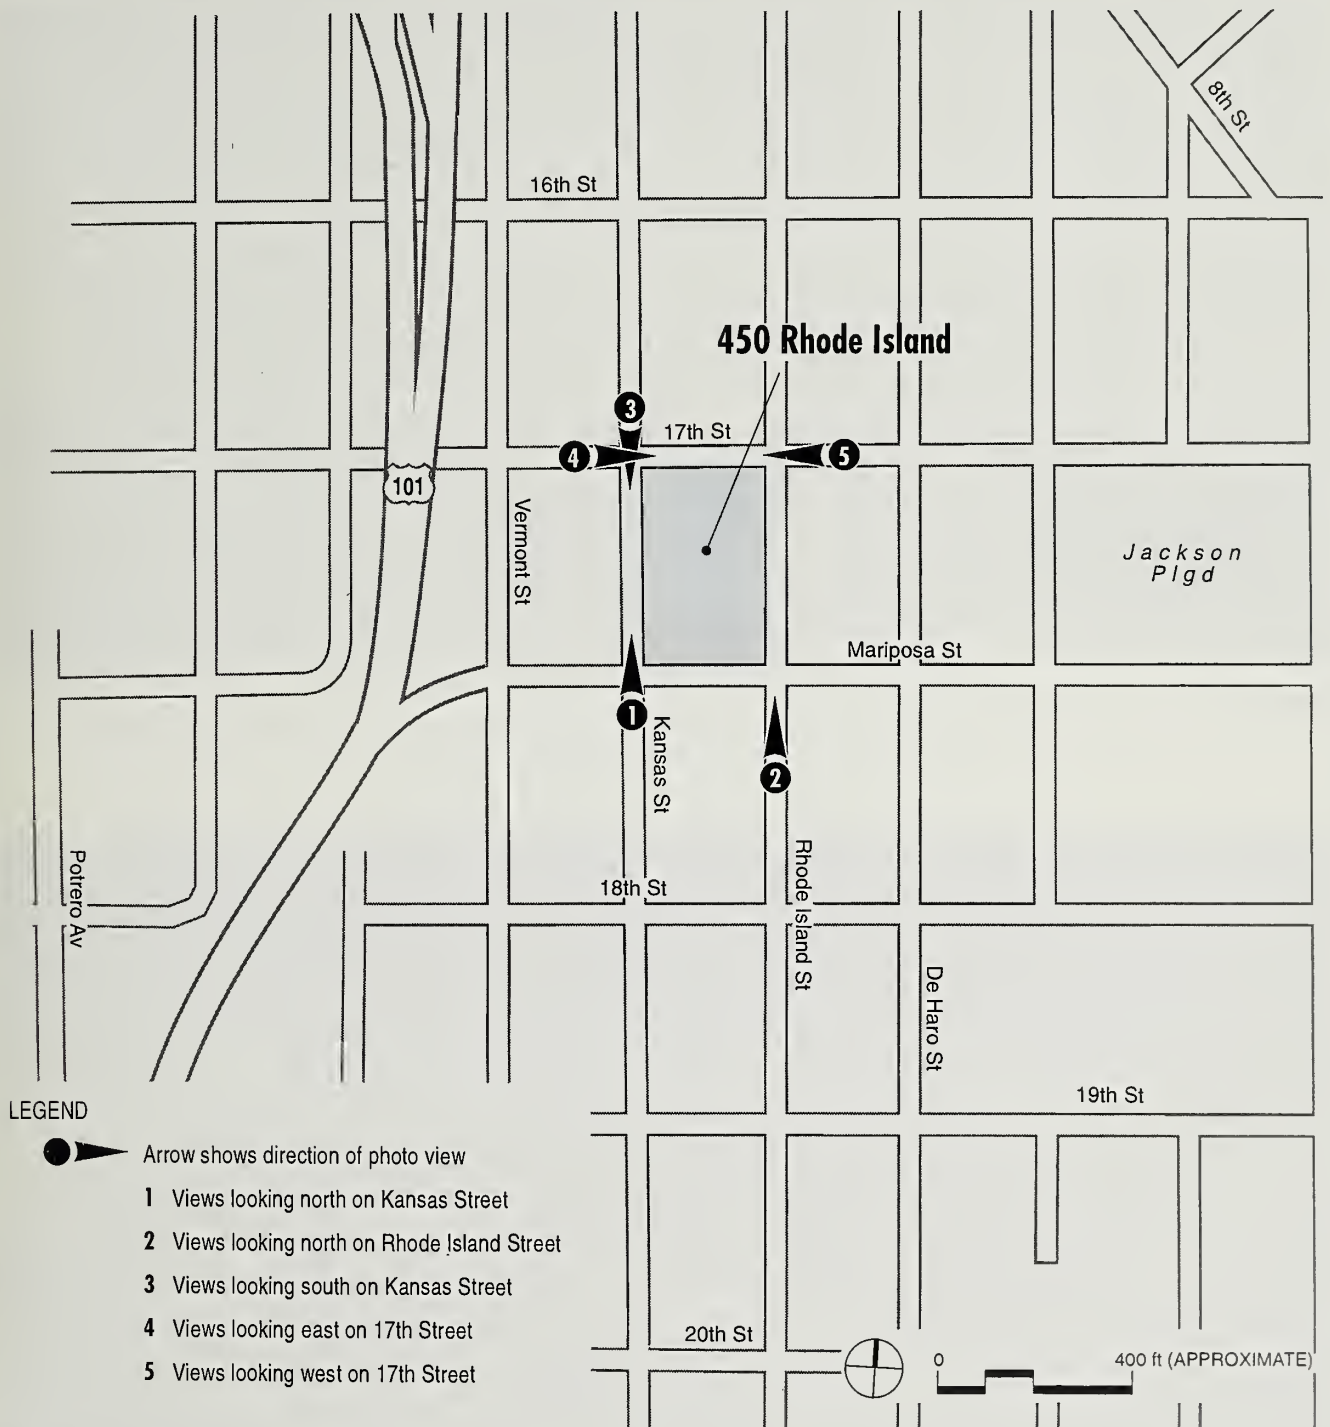 8th St
16th St
450 Rhode Island
3
17th St
4
5
101
Vermont St
Jackson
Plgd
Mariposa St
1
Kansas St
2
Potrero Av
18th St
Rhode Island St
De Haro St
19th St
LEGEND
Arrow shows direction of photo view
1 Views looking north on Kansas Street
2 Views looking north on Rhode Island Street
3 Views looking south on Kansas Street
4 Views looking east on 17th Street
5 Views looking west on 17th Street
20th St
0 400 ft (APPROXIMATE)